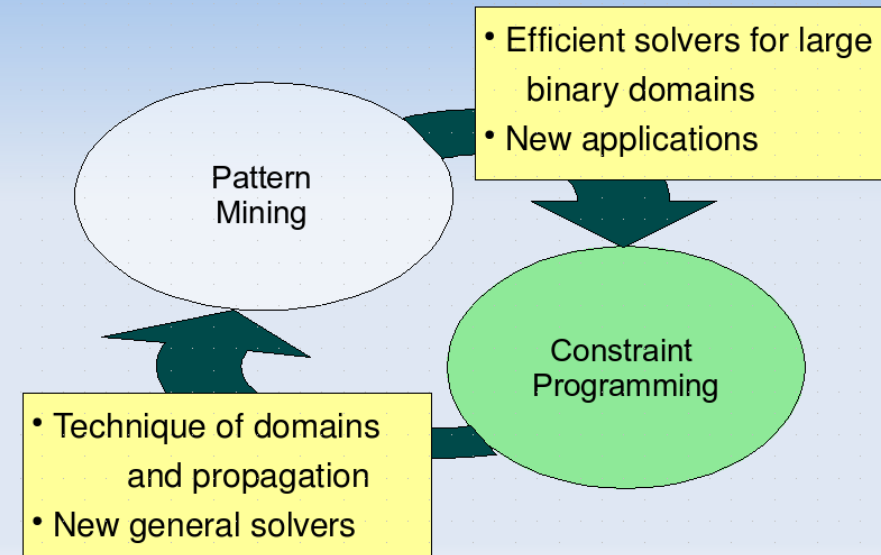 • Efficient solvers for large
binary domains
• New applications
Pattern
Mining
Constraint
Programming
• Technique of domains
and propagation
• New general solvers